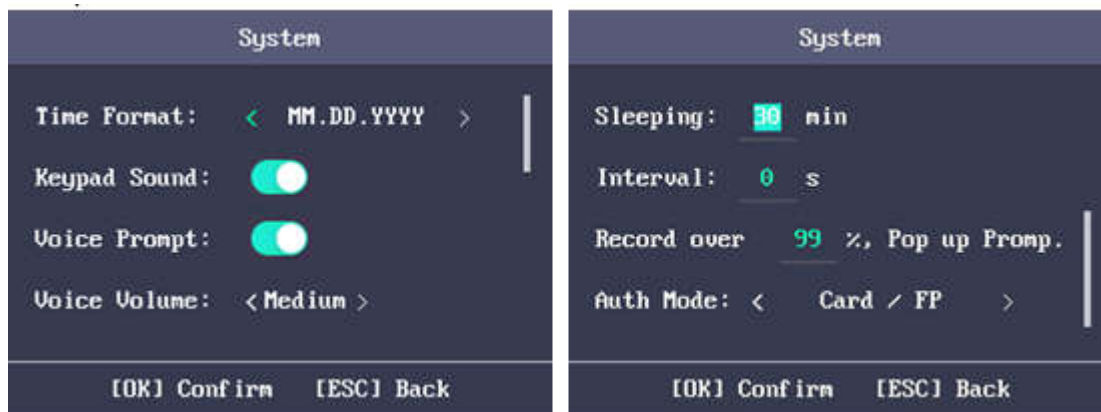 System
Time Format: < MM.DD.YYYY >
Keypad Sound:
Voice Prompt:
Voice Volume: < Medium >
[OK] Confirm [ESC] Back
System
Sleeping: 30 min
Interval: 0 s
Record over 99 %, Pop up Promp.
Auth Mode: < Card / FP >
[OK] Confirm [ESC] Back